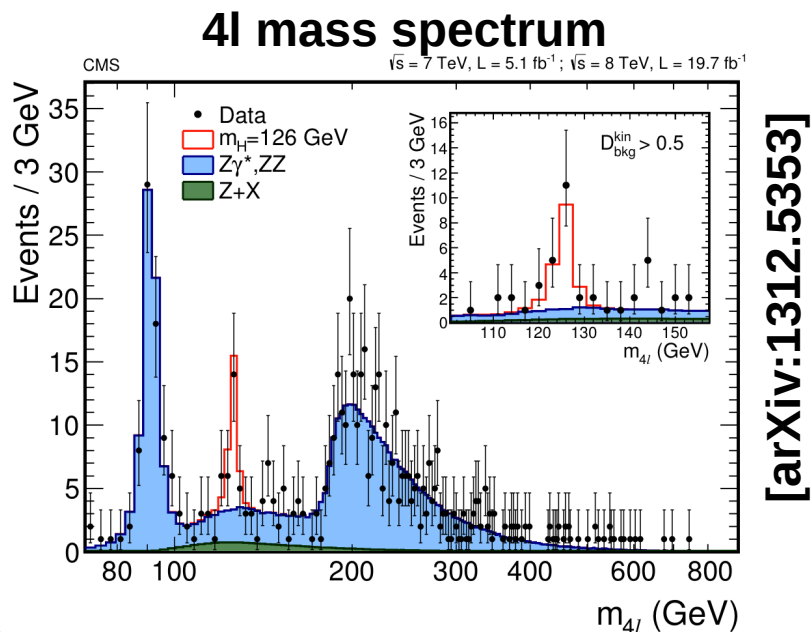 4l mass spectrum
CMS
√s = 7 TeV, L = 5.1 fb⁻¹ ; √s = 8 TeV, L = 19.7 fb⁻¹
Events / 3 GeV
35
30
25
20
15
10
5
0
Data
m_H=126 GeV
Zγ*,ZZ
Z+X
Events / 3 GeV
16
14
12
10
8
6
4
2
0
D^kin_bkg > 0.5
110 120 130 140 150
m_4l (GeV)
80 100 200 300 400 600 800
m_4l (GeV)
[arXiv:1312.5353]